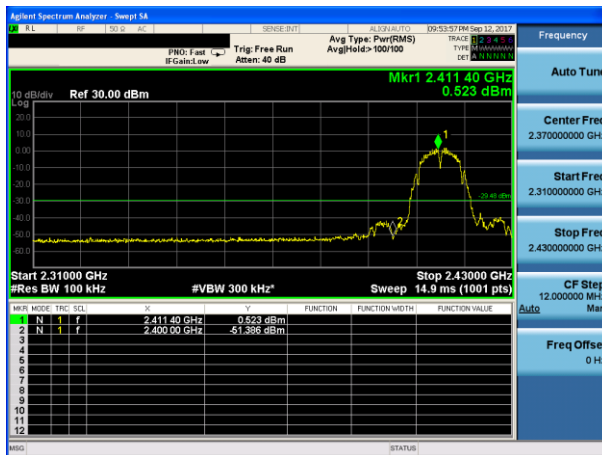 Agilent Spectrum Analyzer - Swept SA
RL RF 50 Ω AC SENSE:INT ALIGN AUTO 09:53:57 PM Sep 12, 2017
Frequency
Avg Type: Pwr(RMS) TRACE 1 2 3 4 5 6
PNO: Fast Trig: Free Run Avg|Hold:>100/100 TYPE M W W W W W
IFGain:Low Atten: 40 dB DET A N N N N N
Auto Tune
Mkr1 2.411 40 GHz
10 dB/div Ref 30.00 dBm 0.523 dBm
Log
20.0
10.0
0.00
-10.0
-20.0
-30.0
-40.0
-50.0
-60.0
1
-29.48 dBm
2
Center Freq
2.370000000 GHz
Start Freq
2.310000000 GHz
Stop Freq
2.430000000 GHz
Start 2.31000 GHz Stop 2.43000 GHz
#Res BW 100 kHz #VBW 300 kHz* Sweep 14.9 ms (1001 pts)
CF Step
12.000000 MHz
Auto Man
MKR MODE TRC SCL X Y FUNCTION FUNCTION WIDTH FUNCTION VALUE
1 N 1 f 2.411 40 GHz 0.523 dBm
2 N 1 f 2.400 00 GHz -51.386 dBm
3
4
5
6
7
8
9
10
11
12
Freq Offset
0 Hz
MSG STATUS